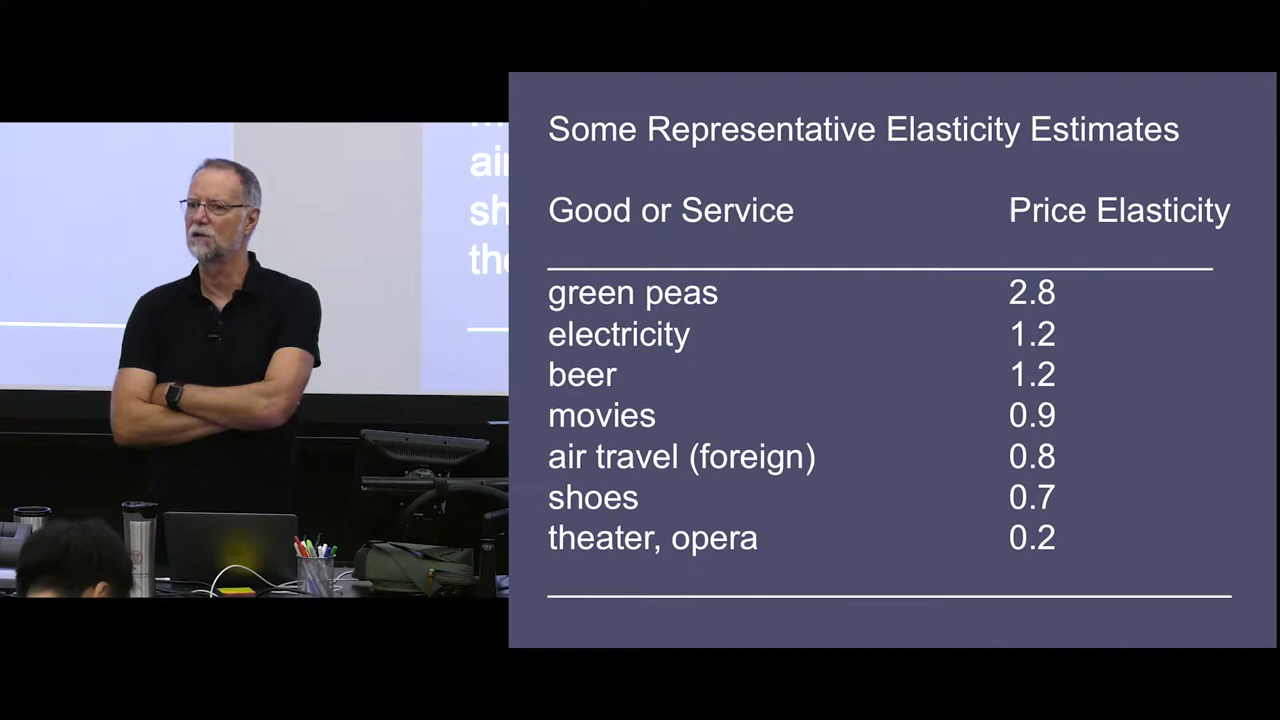 Some Representative Elasticity Estimates
Good or Service Price Elasticity
green peas 2.8
electricity 1.2
beer 1.2
movies 0.9
air travel (foreign) 0.8
shoes 0.7
theater, opera 0.2